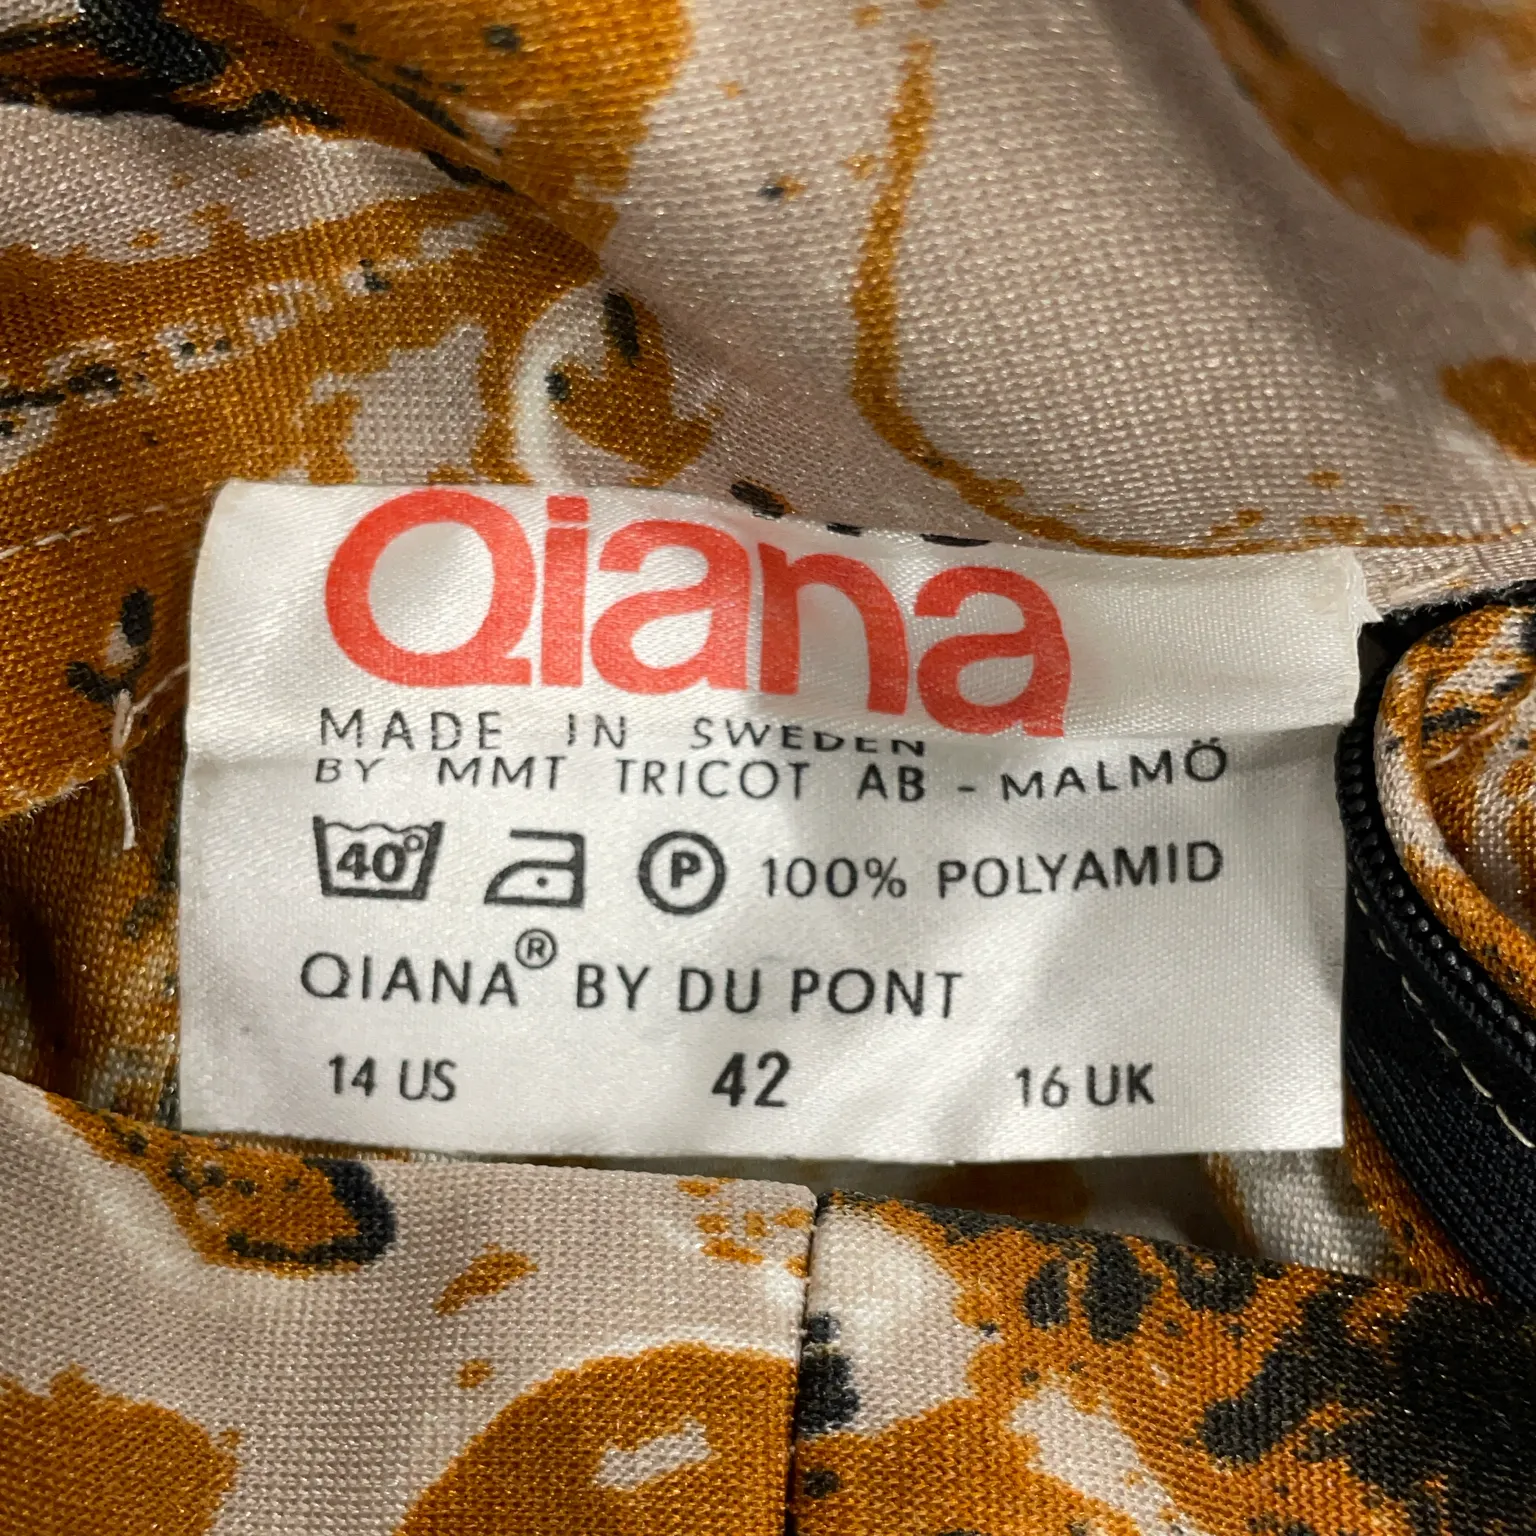 Qiana
MADE IN SWEDEN
BY MMT TRICOT AB - MALMÖ
40° P 100% POLYAMID
QIANA® BY DU PONT
14 US 42 16 UK